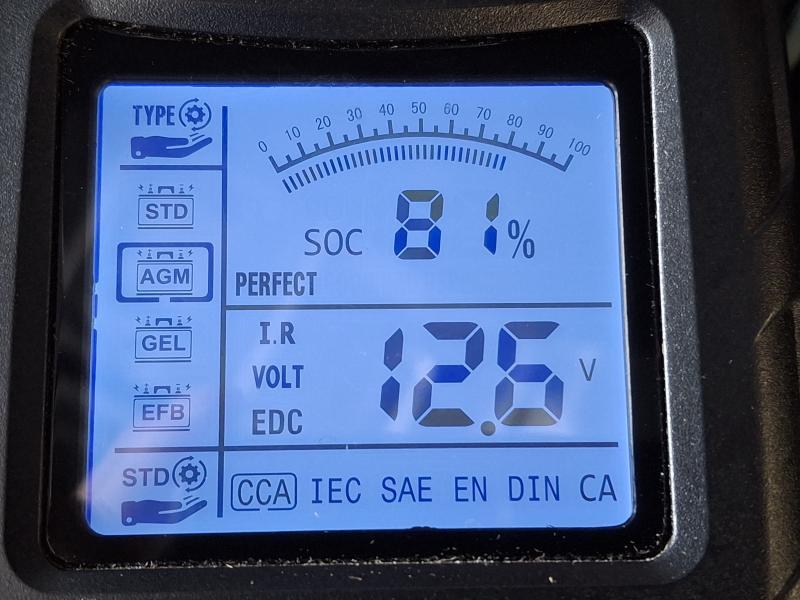 TYPE
STD
AGM
GEL
EFB
STD
0 10 20 30 40 50 60 70 80 90 100
SOC 81%
PERFECT
I.R
VOLT
EDC
12.6 V
CCA IEC SAE EN DIN CA